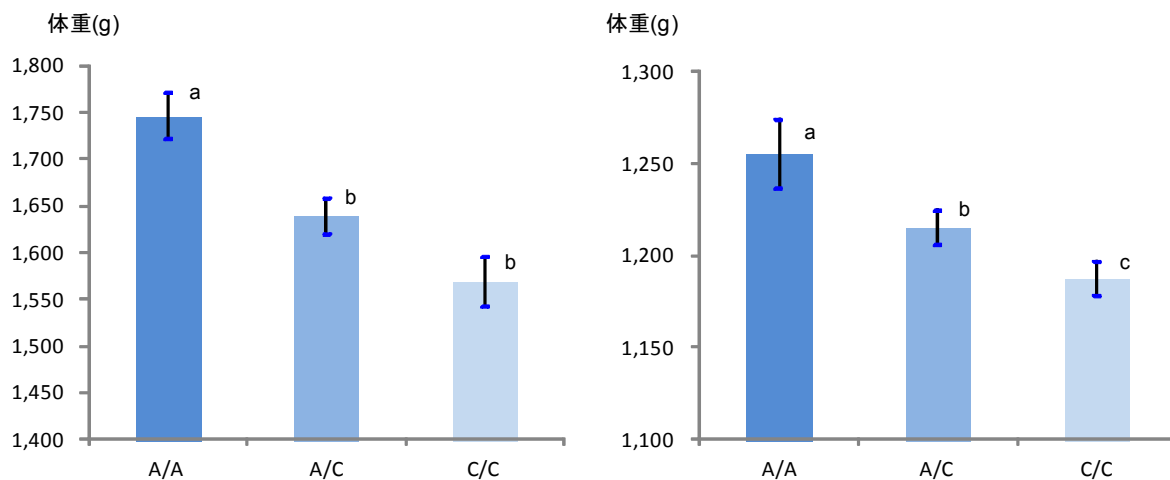 体重(g)
1,800
1,750
1,700
1,650
1,600
1,550
1,500
1,450
1,400
a
b
b
A/A A/C C/C
体重(g)
1,300
1,250
1,200
1,150
1,100
a
b
c
A/A A/C C/C